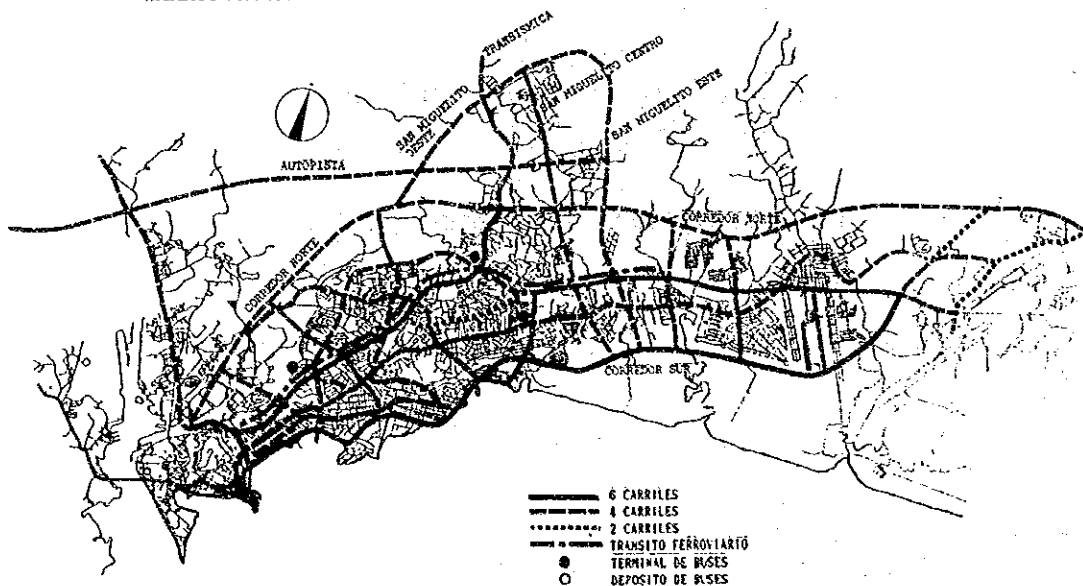 TRANSISMICA
SAN MIGUELITO CENTRO
SAN MIGUELITO
OESTE
SAN MIGUELITO ESTE
AUTOPISTA
CORREDOR NORTE
CORREDOR NORTE
CORREDOR SUR
6 CARRILES
4 CARRILES
2 CARRILES
TRANSITO FERROVIARIO
TERMINAL DE BUSES
DEPOSITO DE BUSES